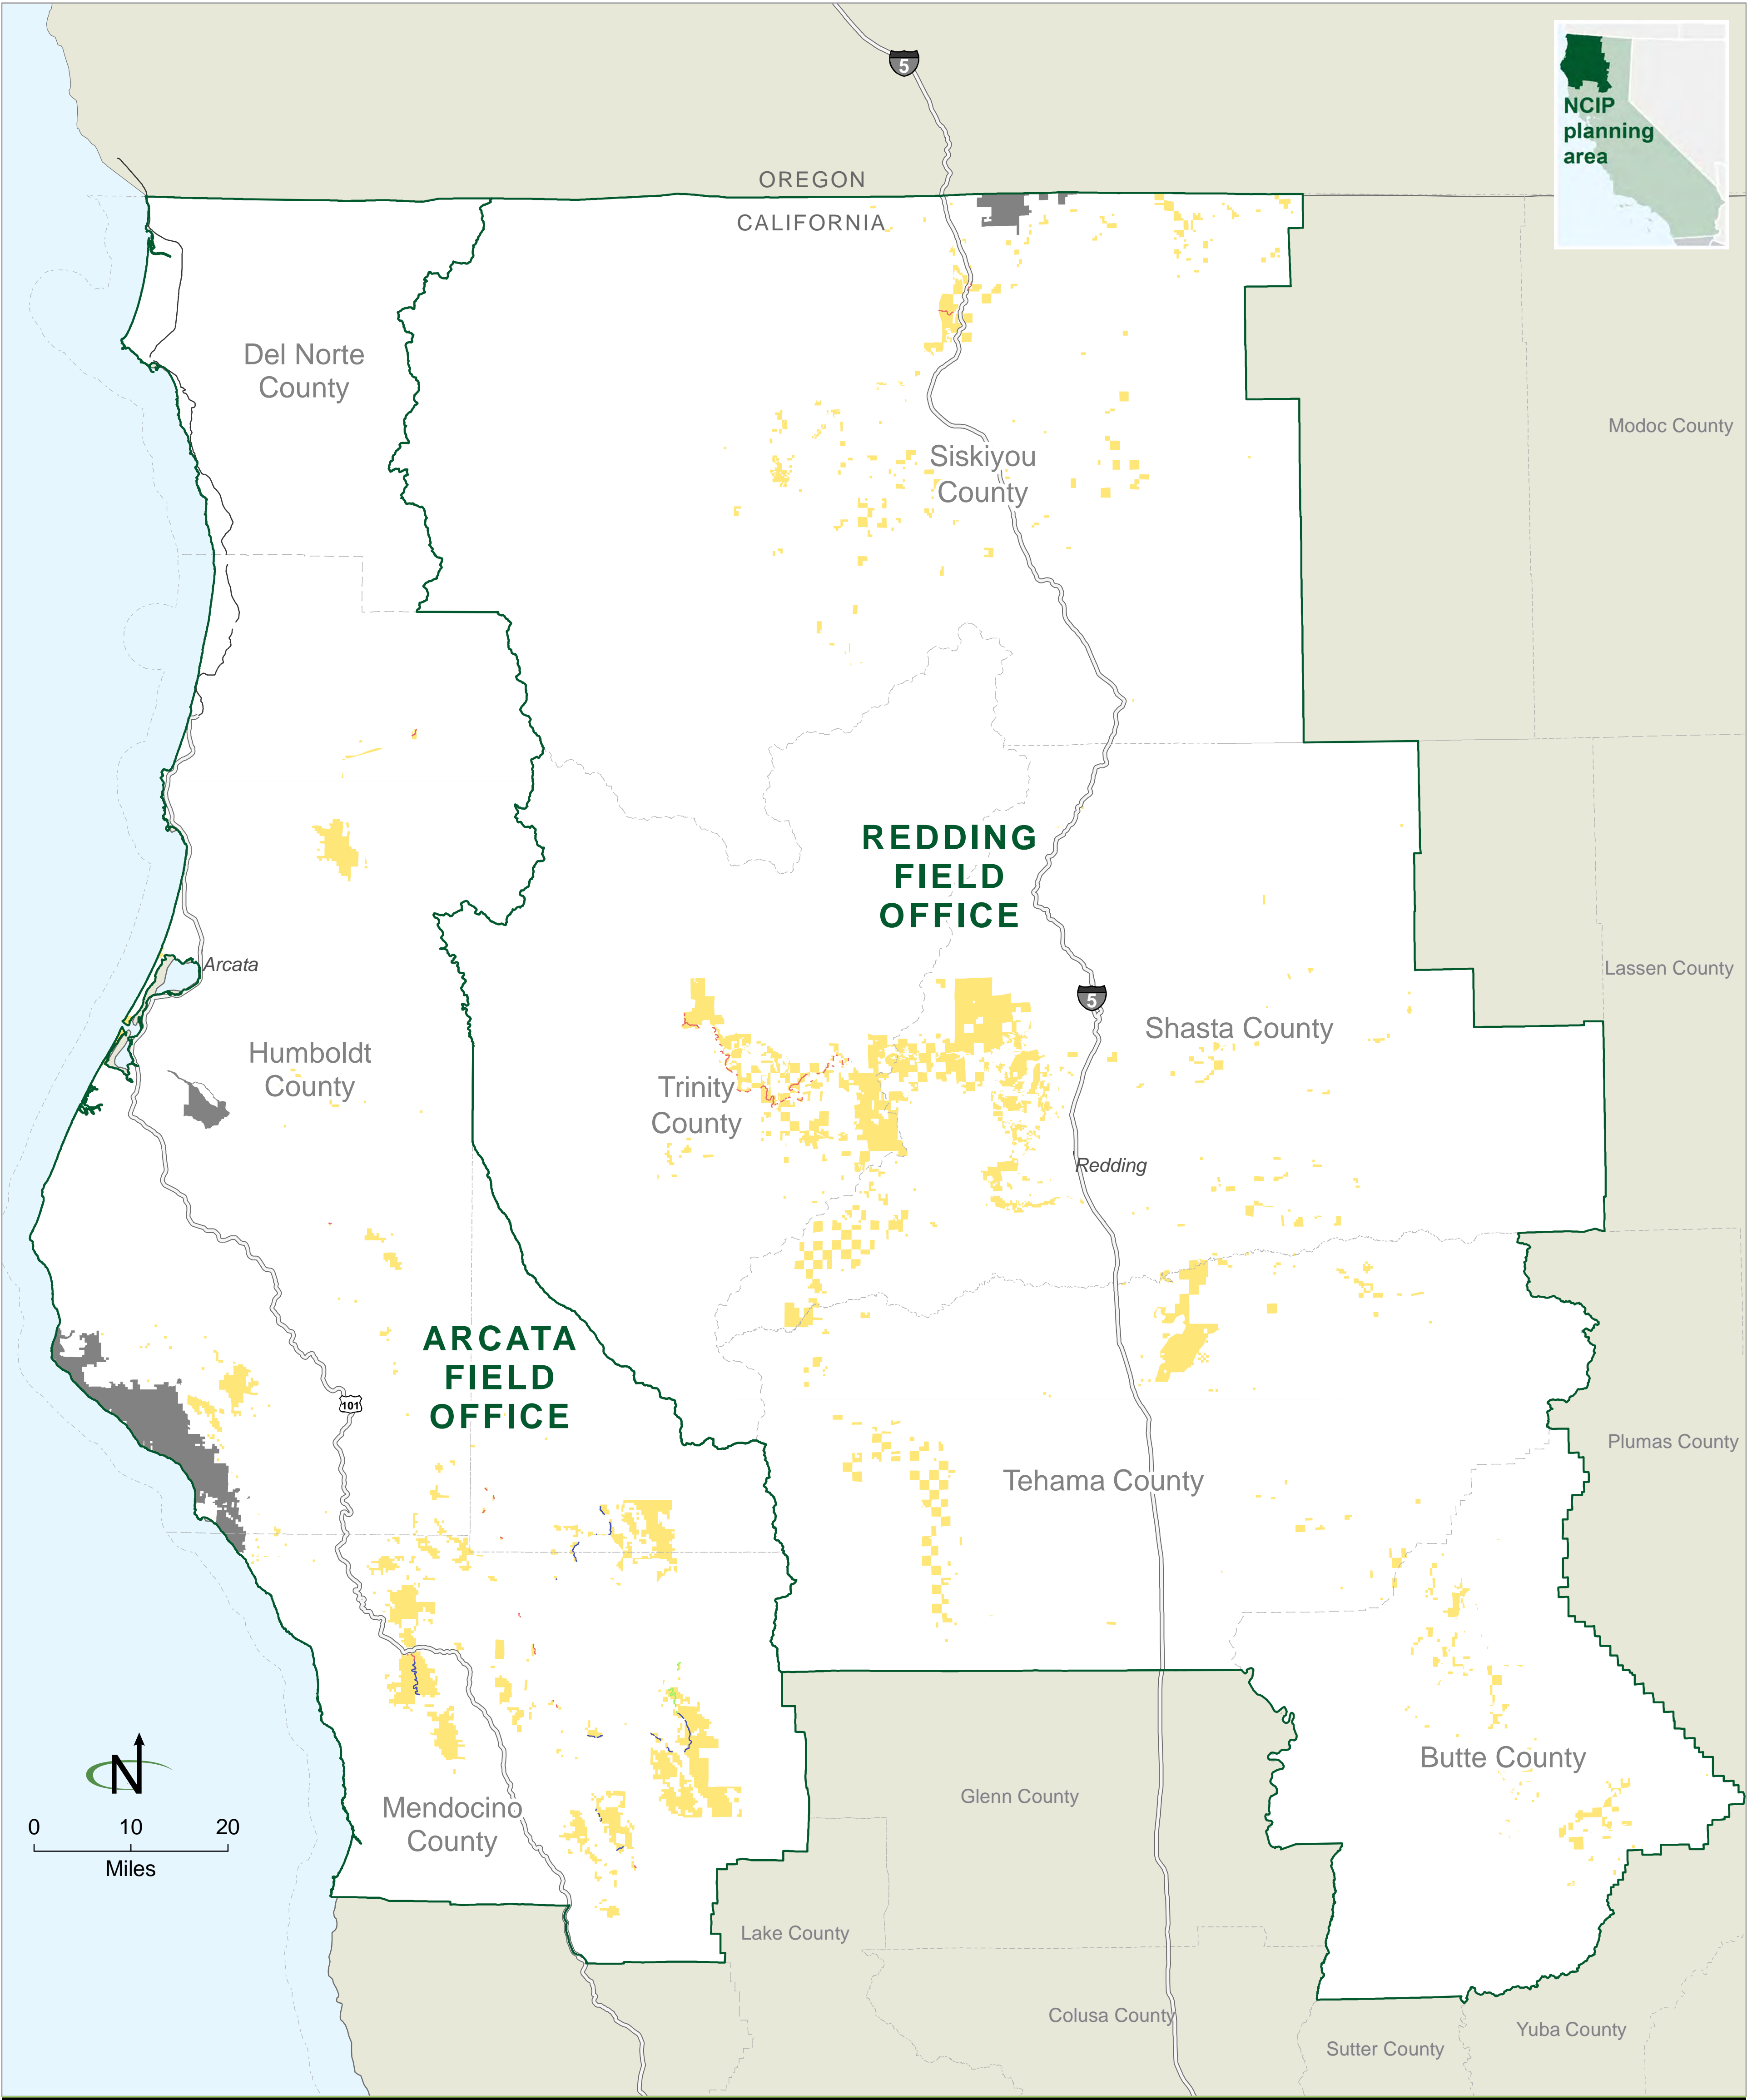 5
NCIP
planning
area
OREGON
CALIFORNIA
Del Norte
County
Modoc County
Siskiyou
County
REDDING
FIELD
OFFICE
Arcata
Lassen County
5
Shasta County
Humboldt
County
Trinity
County
Redding
ARCATA
FIELD
OFFICE
101
Plumas County
Tehama County
N
Butte County
Glenn County
Mendocino
County
0 10 20
Miles
Lake County
Colusa County
Yuba County
Sutter County